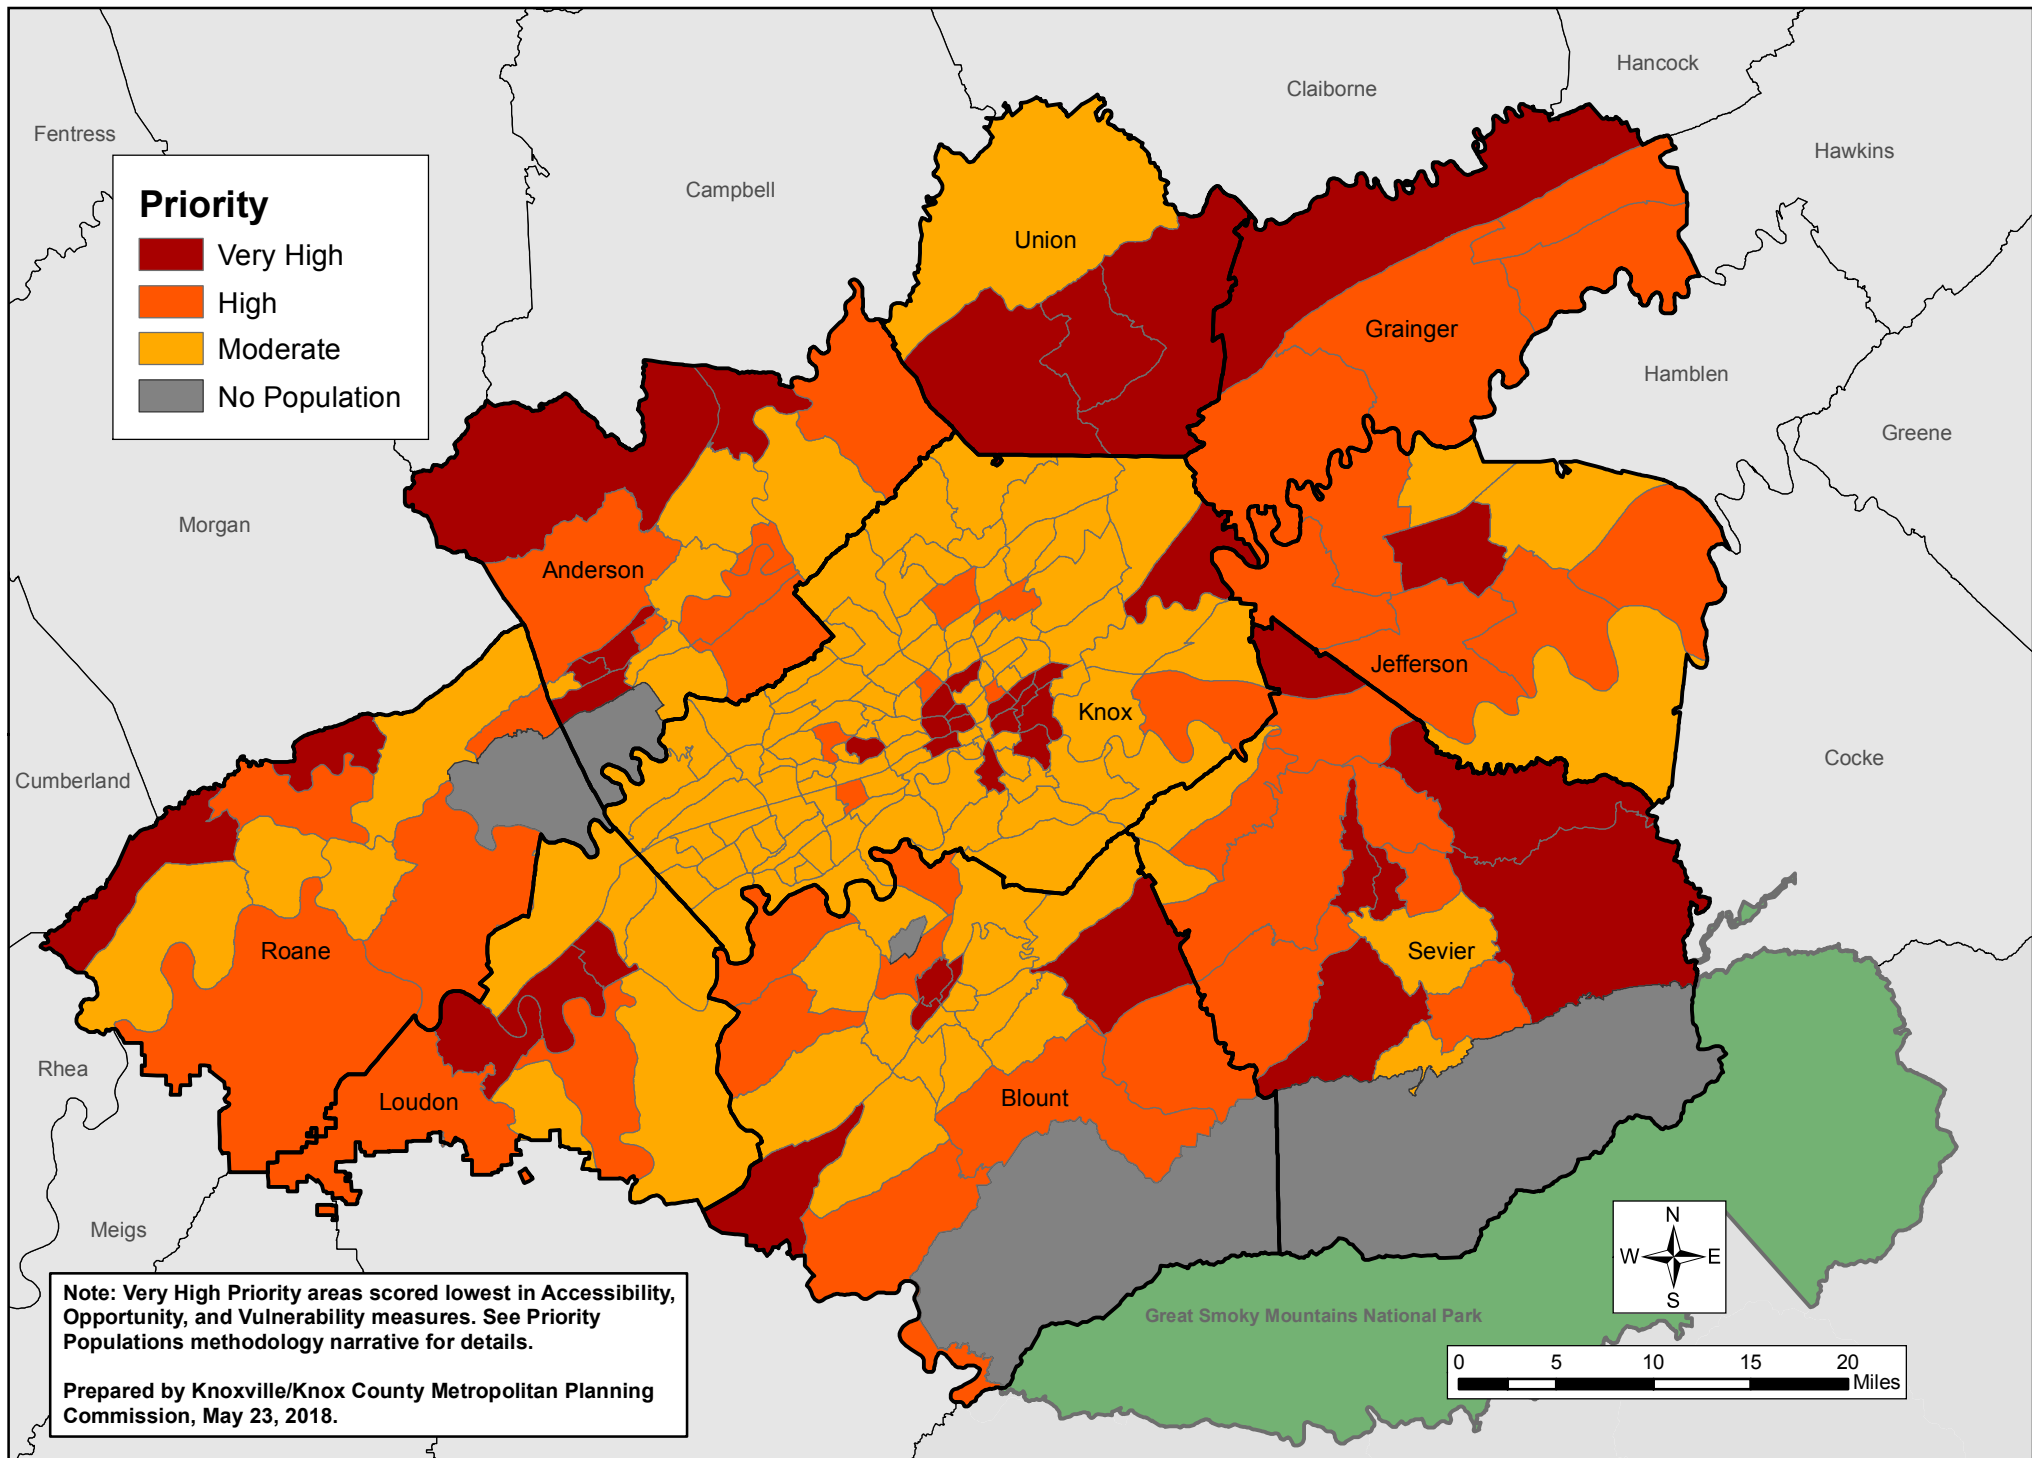 Hancock
Claiborne
Fentress
Hawkins
Campbell
Priority
Very High
High
Moderate
No Population
Union
Grainger
Hamblen
Greene
Morgan
Anderson
Jefferson
Knox
Cocke
Cumberland
Roane
Sevier
Rhea
Loudon
Blount
Meigs
N
W
E
S
Note: Very High Priority areas scored lowest in Accessibility,
Opportunity, and Vulnerability measures. See Priority
Populations methodology narrative for details.
Prepared by Knoxville/Knox County Metropolitan Planning
Commission, May 23, 2018.
Great Smoky Mountains National Park
0 5 10 15 20
Miles